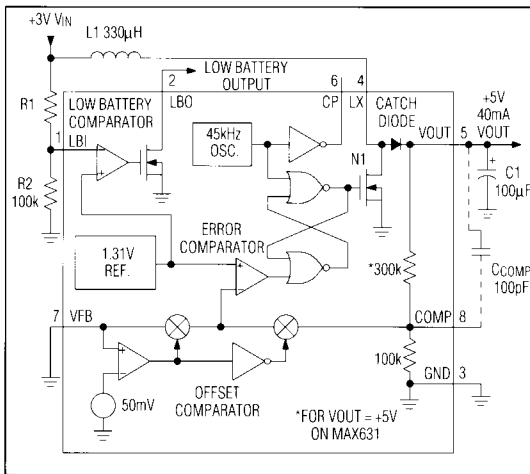 +3V VIN
L1 330µH
2
LOW BATTERY
OUTPUT
6
4
R1
LOW BATTERY
COMPARATOR
LBO
CP
LX
CATCH
DIODE
+5V
40mA
VOUT
VOUT
5
1
LBI
45kHz
OSC.
N1
+
C1
100µF
R2
100k
+
-
1.31V
REF.
ERROR
COMPARATOR
+
-
*300k
CCOMP
100pF
7
VFB
COMP
8
+
-
100k
GND
3
50mV
OFFSET
COMPARATOR
*FOR VOUT = +5V
ON MAX631